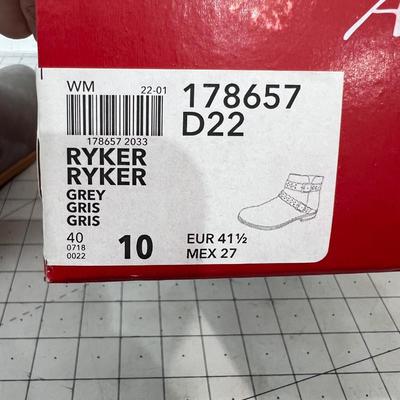 A
WM 22-01
178657 2033
178657
D22
RYKER
RYKER
GREY
GRIS
GRIS
40
0718
0022
10
EUR 41½
MEX 27